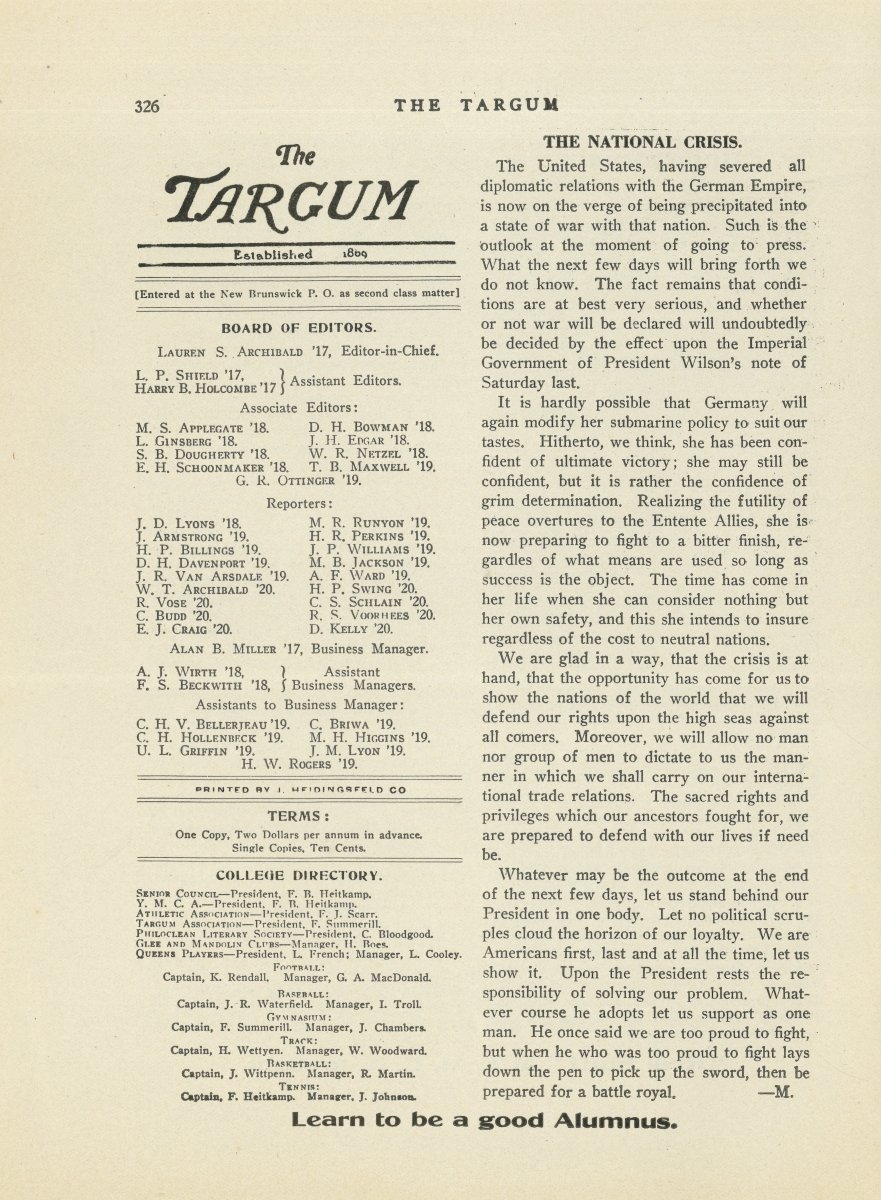 326
THE TARGUM
The
TARGUM
Established 1869
[Entered at the New Brunswick P. O. as second class matter]
BOARD OF EDITORS.
LAUREN S. ARCHIBALD '17, Editor-in-Chief.
L. P. SHIELD '17,
HARRY B. HOLCOMBE '17 } Assistant Editors.
Associate Editors:
M. S. APPLEGATE '18. D. H. BOWMAN '18.
L. GINSBERG '18. J. H. EDGAR '18.
S. B. DOUGHERTY '18. W. R. NETZEL '18.
E. H. SCHOONMAKER '18. T. B. MAXWELL '19.
G. R. OTTINGER '19.
Reporters:
J. D. LYONS '18. M. R. RUNYON '19.
J. ARMSTRONG '19. H. R. PERKINS '19.
H. P. BILLINGS '19. J. P. WILLIAMS '19.
D. H. DAVENPORT '19. M. B. JACKSON '19.
J. R. VAN ARSDALE '19. A. F. WARD '19.
W. T. ARCHIBALD '20. H. P. SWING '20.
R. VOSE '20. C. S. SCHLAIN '20.
C. BUDD '20. R. S. VOORHEES '20.
E. J. CRAIG '20. D. KELLY '20.
ALAN B. MILLER '17, Business Manager.
A. J. WIRTH '18, } Assistant
F. S. BECKWITH '18, } Business Managers.
Assistants to Business Manager:
C. H. V. BELLERJEAU '19. C. BRIWA '19.
C. H. HOLLENBECK '19. M. H. HIGGINS '19.
U. L. GRIFFIN '19. J. M. LYON '19.
H. W. ROGERS '19.
PRINTED BY J. HEIDINGSFELD CO
TERMS:
One Copy, Two Dollars per annum in advance.
Single Copies, Ten Cents.
COLLEGE DIRECTORY.
SENIOR COUNCIL—President, F. B. Heitkamp.
Y. M. C. A.—President, F. B. Heitkamp.
ATHLETIC ASSOCIATION—President, F. J. Scarr.
TARGUM ASSOCIATION—President, F. Summerill.
PHILOCLEAN LITERARY SOCIETY—President, C. Bloodgood.
GLEE AND MANDOLIN CLUBS—Manager, H. Boes.
QUEENS PLAYERS—President, L. French; Manager, L. Cooley.
FOOTBALL:
Captain, K. Rendall. Manager, G. A. MacDonald.
BASEBALL:
Captain, J. R. Waterfield. Manager, I. Troll.
GYMNASIUM:
Captain, F. Summerill. Manager, J. Chambers.
TRACK:
Captain, H. Wettyen. Manager, W. Woodward.
BASKETBALL:
Captain, J. Wittpenn. Manager, R. Martin.
TENNIS:
Captain, F. Heitkamp. Manager, J. Johnson.
THE NATIONAL CRISIS.
The United States, having severed all
diplomatic relations with the German Empire,
is now on the verge of being precipitated into
a state of war with that nation. Such is the
outlook at the moment of going to press.
What the next few days will bring forth we
do not know. The fact remains that condi-
tions are at best very serious, and whether
or not war will be declared will undoubtedly
be decided by the effect upon the Imperial
Government of President Wilson's note of
Saturday last.
It is hardly possible that Germany will
again modify her submarine policy to suit our
tastes. Hitherto, we think, she has been con-
fident of ultimate victory; she may still be
confident, but it is rather the confidence of
grim determination. Realizing the futility of
peace overtures to the Entente Allies, she is
now preparing to fight to a bitter finish, re-
gardles of what means are used so long as
success is the object. The time has come in
her life when she can consider nothing but
her own safety, and this she intends to insure
regardless of the cost to neutral nations.
We are glad in a way, that the crisis is at
hand, that the opportunity has come for us to
show the nations of the world that we will
defend our rights upon the high seas against
all comers. Moreover, we will allow no man
nor group of men to dictate to us the man-
ner in which we shall carry on our interna-
tional trade relations. The sacred rights and
privileges which our ancestors fought for, we
are prepared to defend with our lives if need
be.
Whatever may be the outcome at the end
of the next few days, let us stand behind our
President in one body. Let no political scru-
ples cloud the horizon of our loyalty. We are
Americans first, last and at all the time, let us
show it. Upon the President rests the re-
sponsibility of solving our problem. What-
ever course he adopts let us support as one
man. He once said we are too proud to fight,
but when he who was too proud to fight lays
down the pen to pick up the sword, then be
prepared for a battle royal. —M.
Learn to be a good Alumnus.